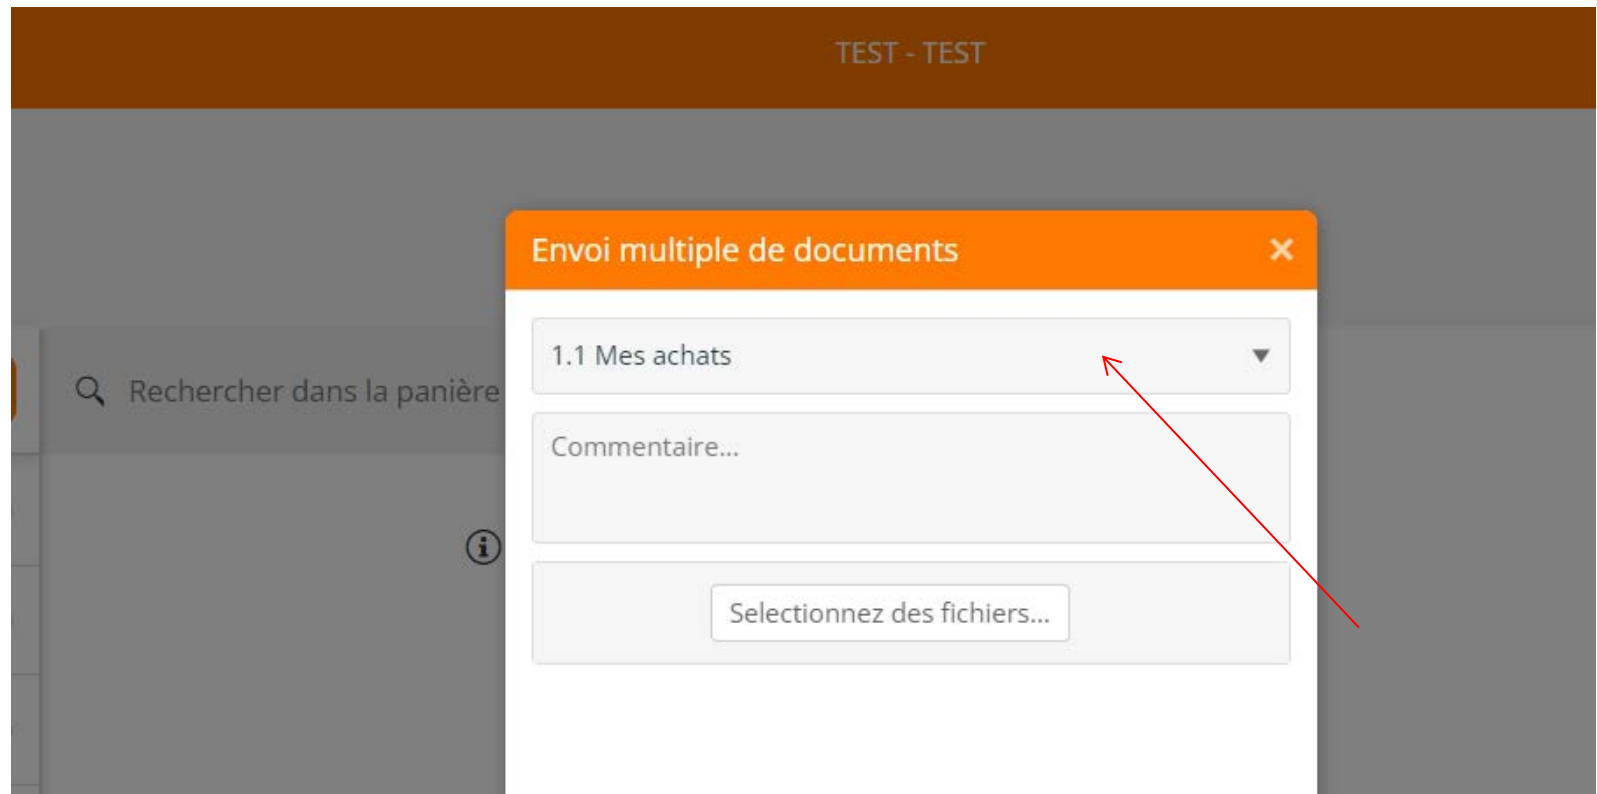 TEST - TEST
Envoi multiple de documents
1.1 Mes achats
Rechercher dans la panière
Commentaire...
Selectionnez des fichiers...